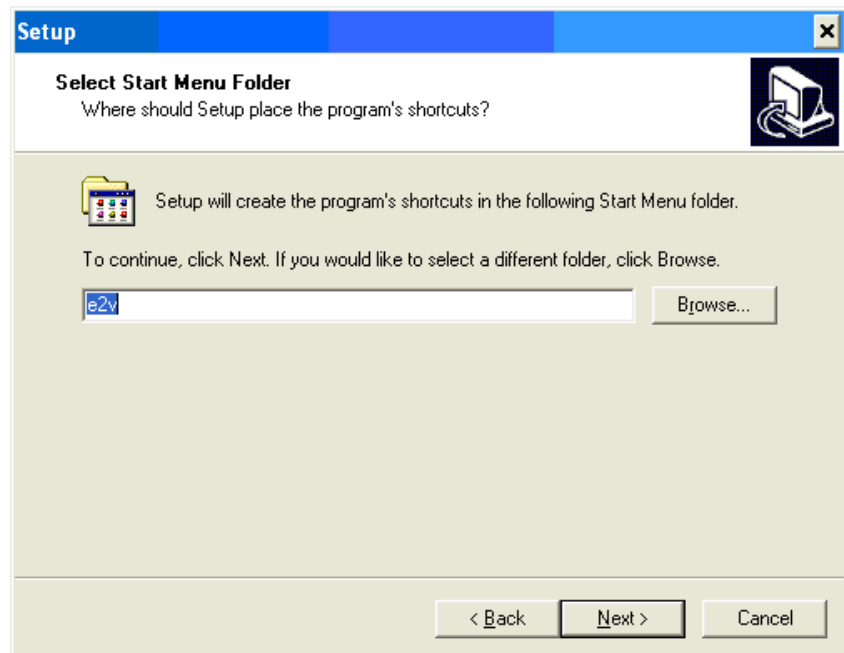 Setup
Select Start Menu Folder
Where should Setup place the program's shortcuts?
Setup will create the program's shortcuts in the following Start Menu folder.
To continue, click Next. If you would like to select a different folder, click Browse.
e2v
Browse...
< Back
Next >
Cancel